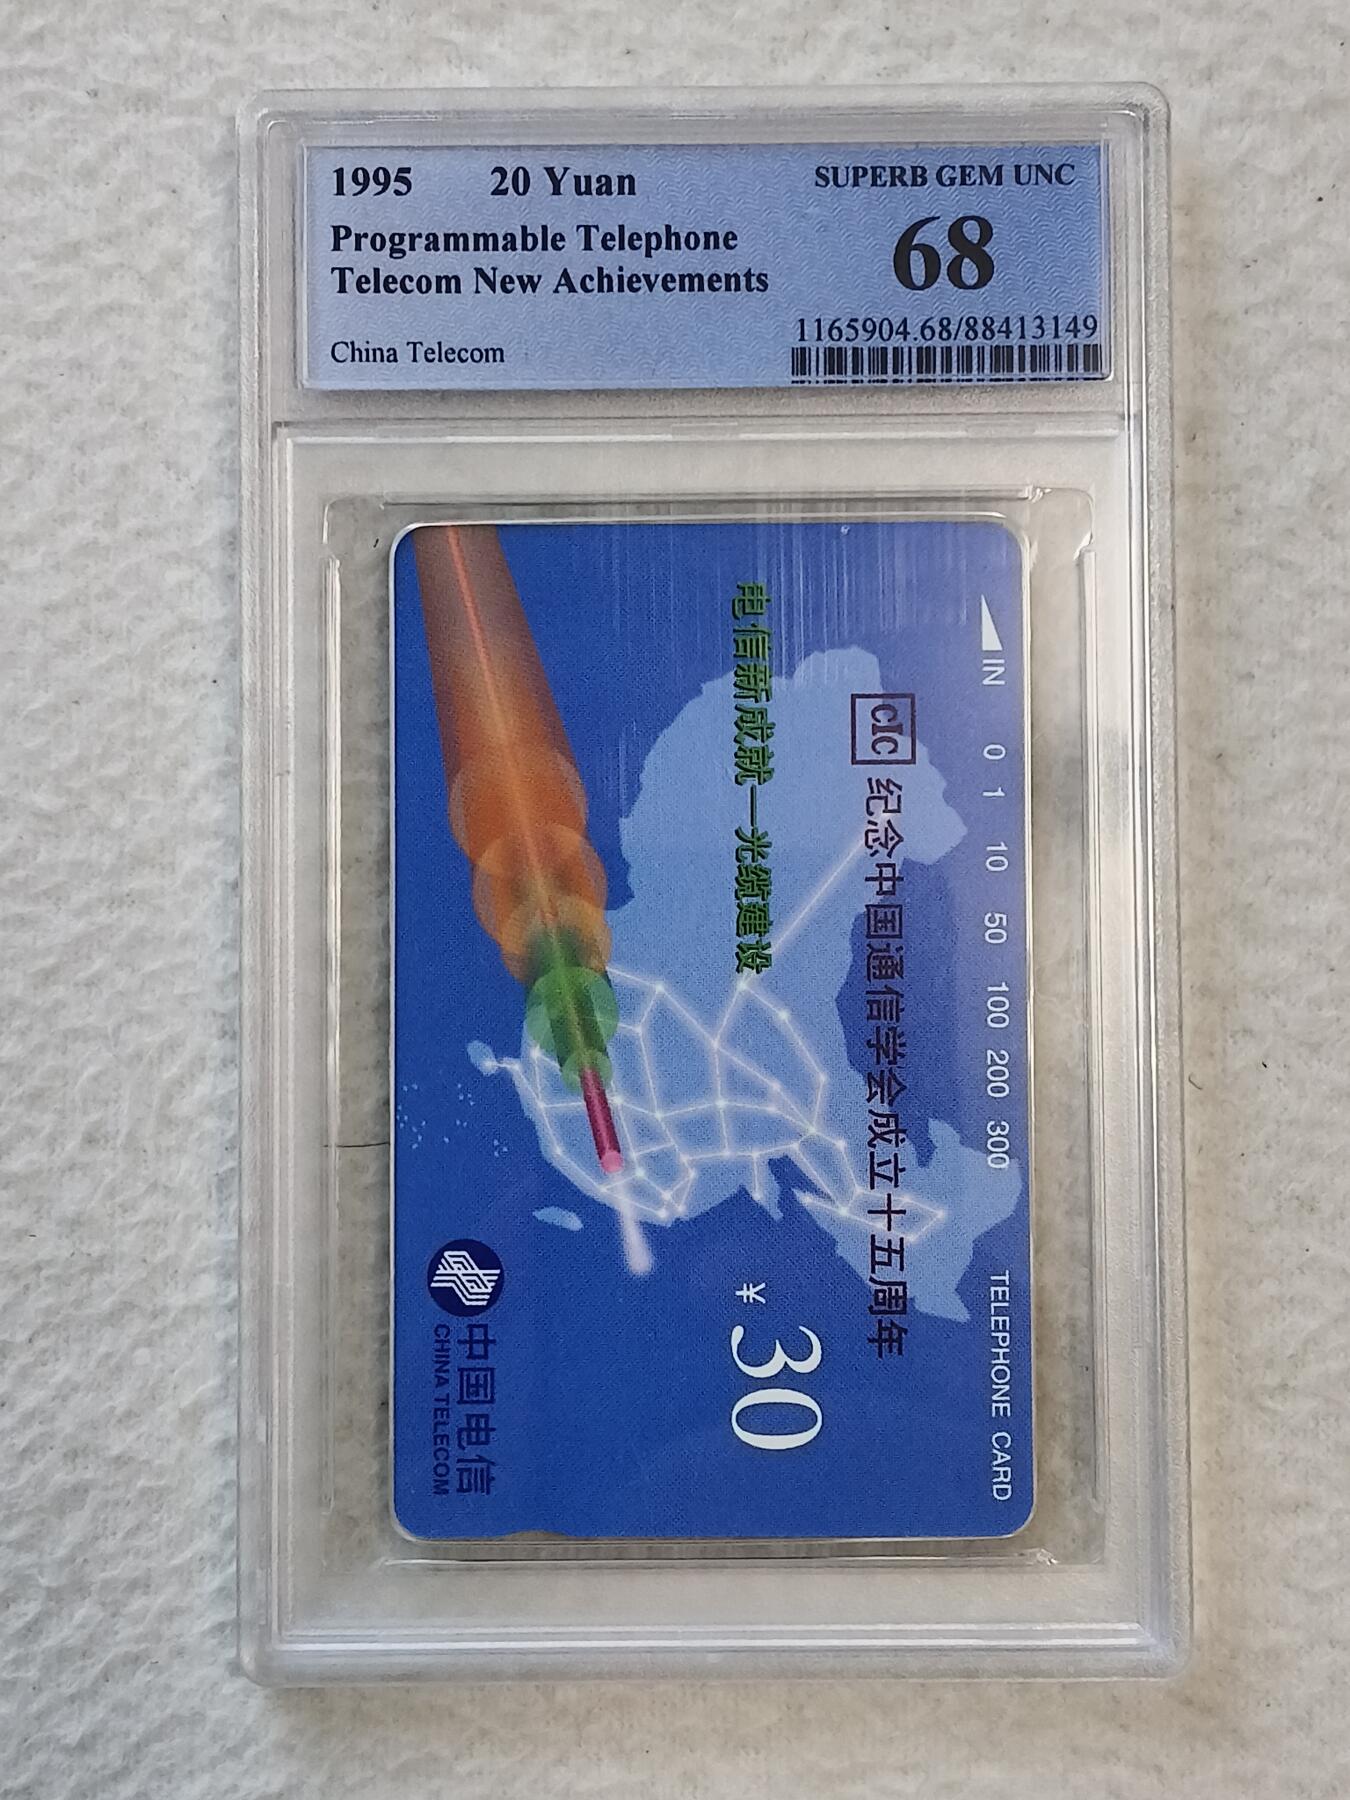 1995 20 Yuan
Programmable Telephone
Telecom New Achievements
China Telecom
SUPERB GEM UNC
68
1165904.68/88413149
IN 0 1 10 50 100 200 300 TELEPHONE CARD
CIC 纪念中国通信学会成立十五周年
电信新成就—光缆建设
¥30
中国电信
CHINA TELECOM